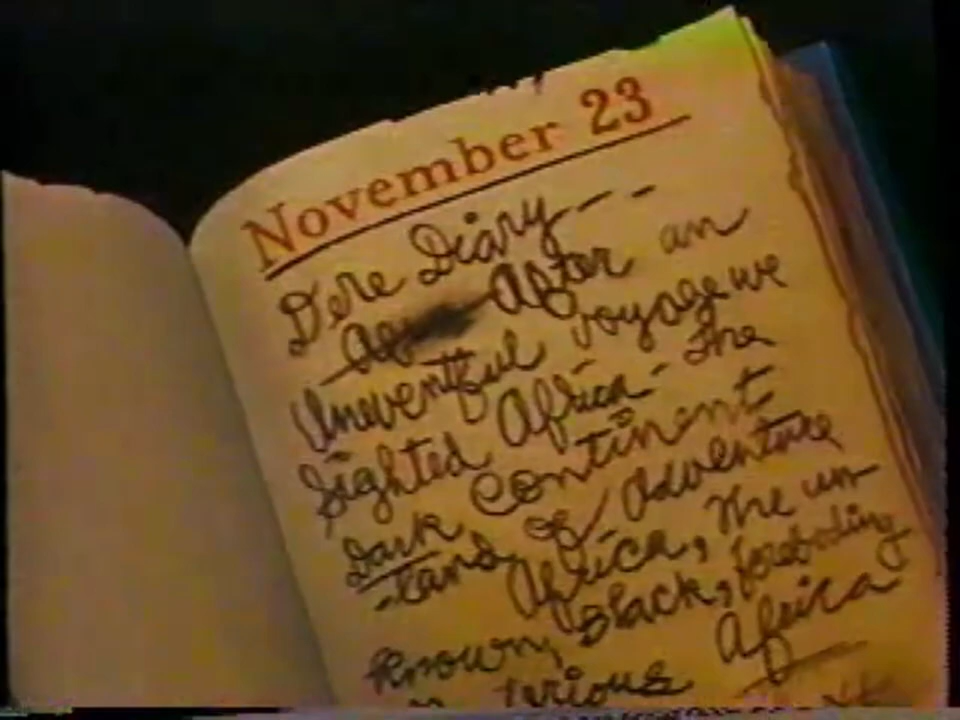 November 23
Dere Diary - -
After an
Uneventful voyage we
Sighted Africa - The
Dark Continent
-Land of Adventure
Africa, The un-
known, Black, foreboding
Africa